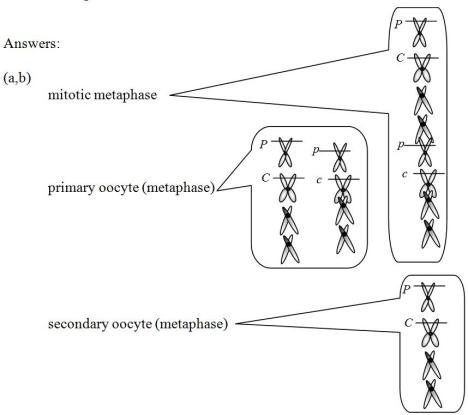 Answers:
(a,b)
mitotic metaphase
P
C
p
c
primary oocyte (metaphase)
P
p
C
c
secondary oocyte (metaphase)
P
C